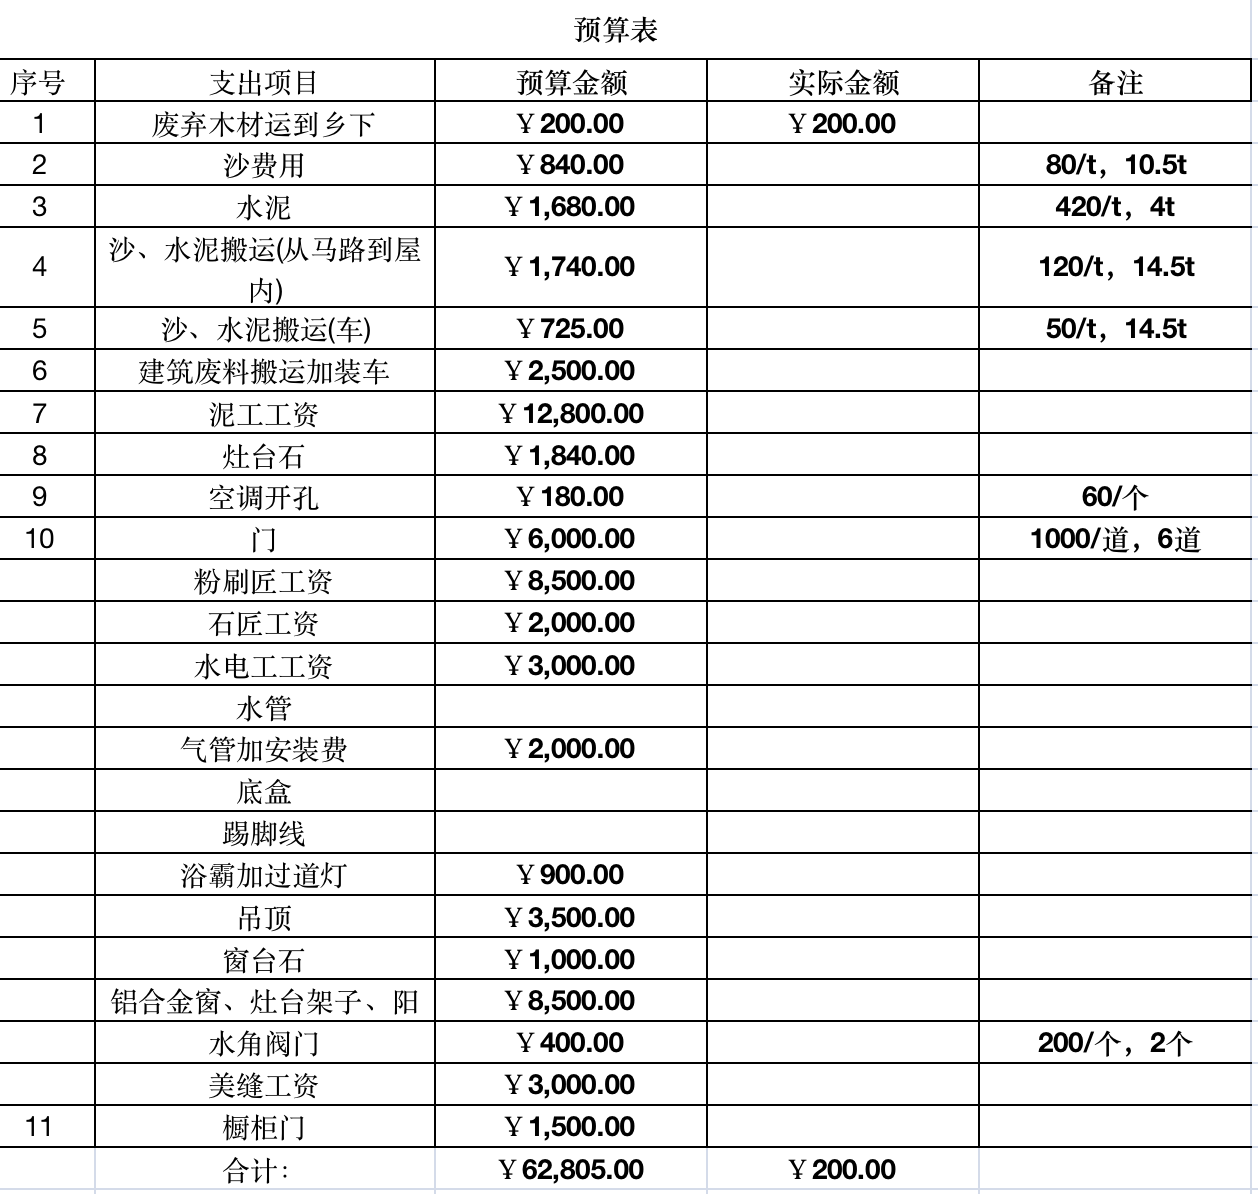 预算表
序号 支出项目 预算金额 实际金额 备注
1 废弃木材运到乡下 ￥200.00 ￥200.00
2 沙费用 ￥840.00 80/t，10.5t
3 水泥 ￥1,680.00 420/t，4t
4 沙、水泥搬运(从马路到屋 ￥1,740.00 120/t，14.5t
内)
5 沙、水泥搬运(车) ￥725.00 50/t，14.5t
6 建筑废料搬运加装车 ￥2,500.00
7 泥工工资 ￥12,800.00
8 灶台石 ￥1,840.00
9 空调开孔 ￥180.00 60/个
10 门 ￥6,000.00 1000/道，6道
粉刷匠工资 ￥8,500.00
石匠工资 ￥2,000.00
水电工工资 ￥3,000.00
水管
气管加安装费 ￥2,000.00
底盒
踢脚线
浴霸加过道灯 ￥900.00
吊顶 ￥3,500.00
窗台石 ￥1,000.00
铝合金窗、灶台架子、阳 ￥8,500.00
水角阀门 ￥400.00 200/个，2个
美缝工资 ￥3,000.00
11 橱柜门 ￥1,500.00
合计： ￥62,805.00 ￥200.00